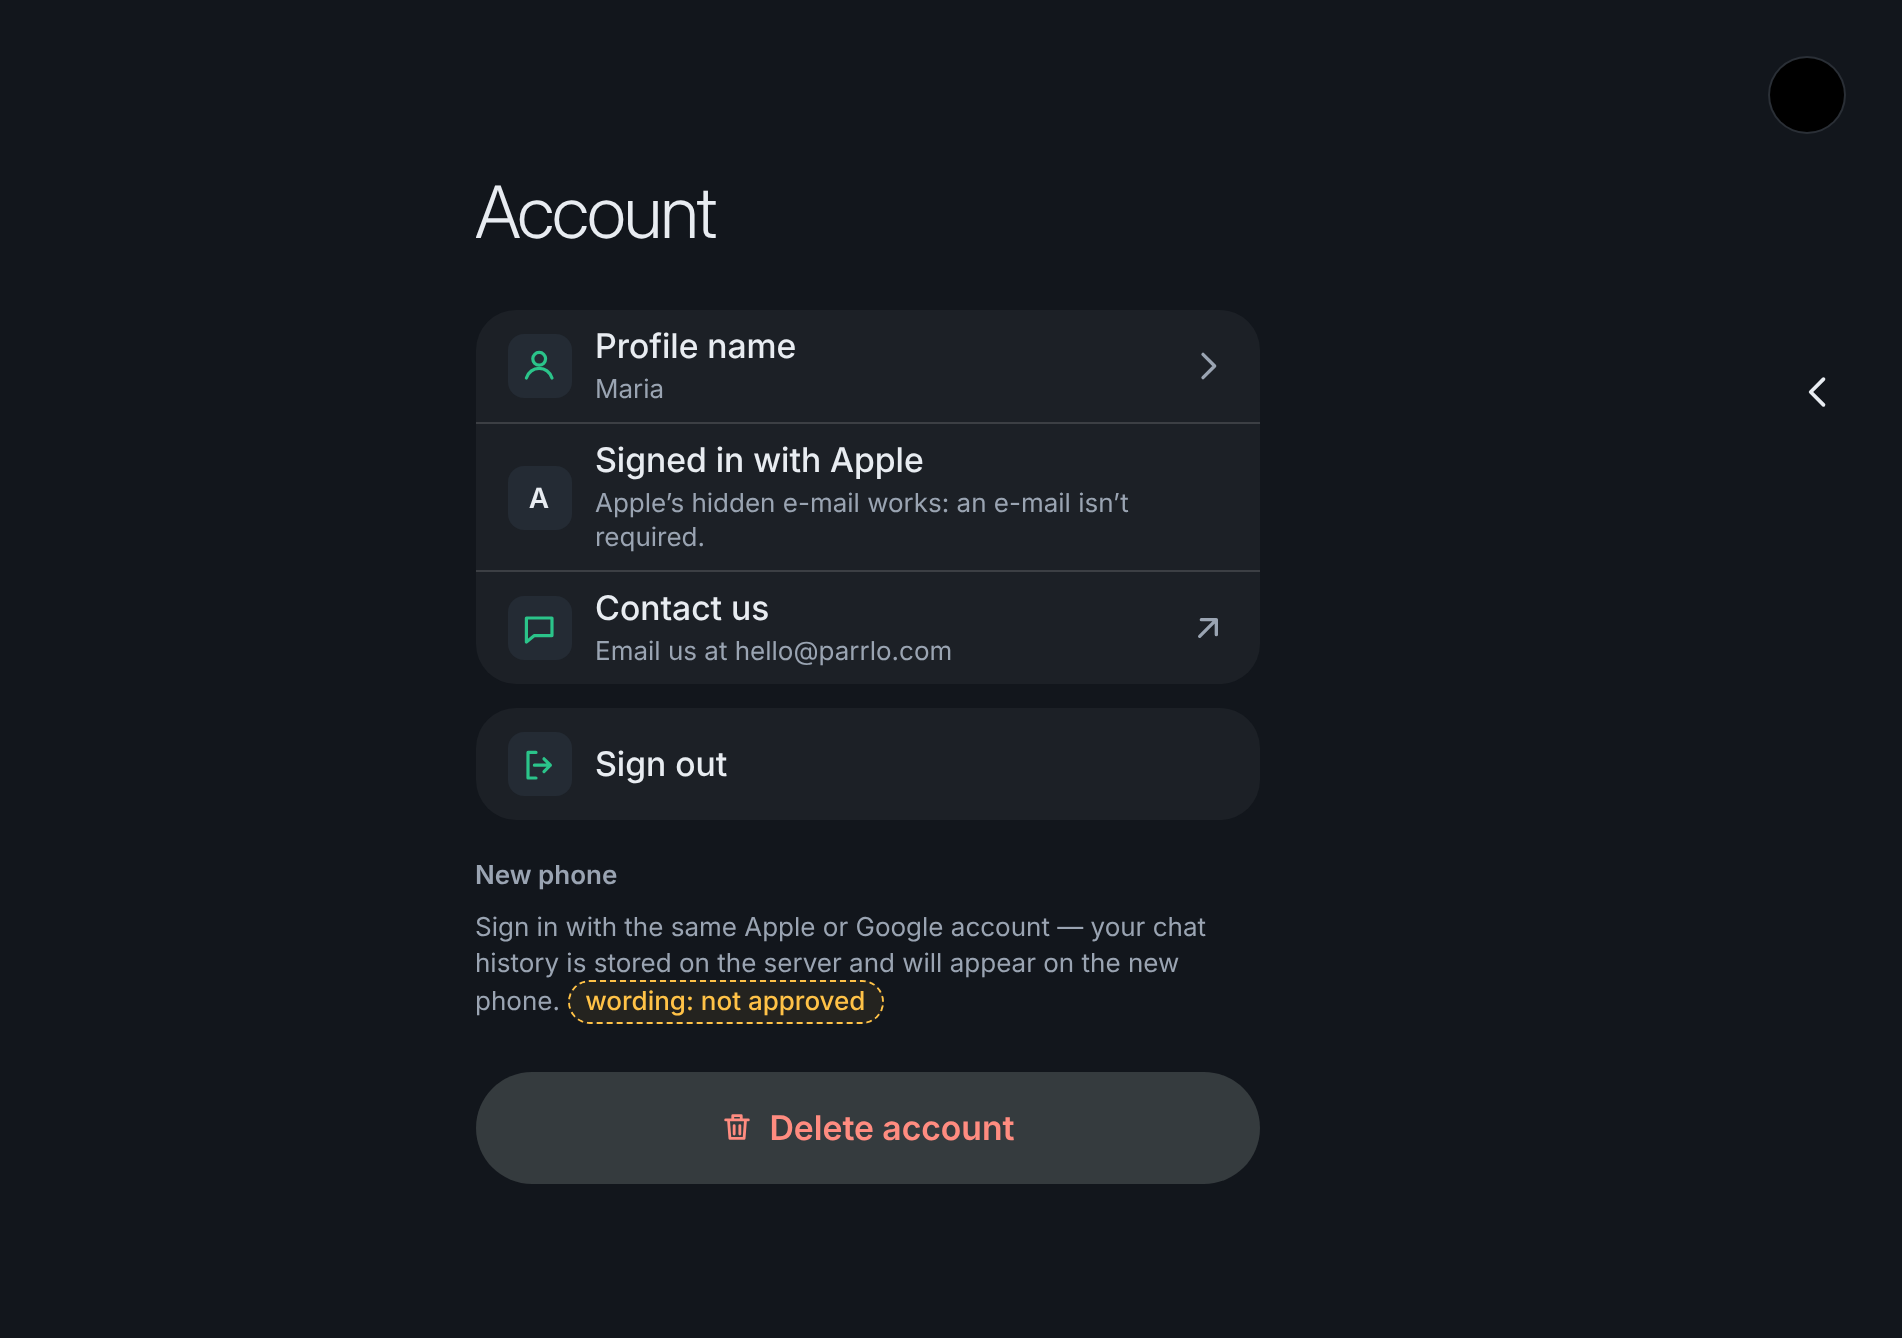 Account
Profile name
Maria
A
Signed in with Apple
Apple’s hidden e-mail works: an e-mail isn’t
required.
Contact us
Email us at hello@parrlo.com
Sign out
New phone
Sign in with the same Apple or Google account — your chat
history is stored on the server and will appear on the new
phone. wording: not approved
Delete account